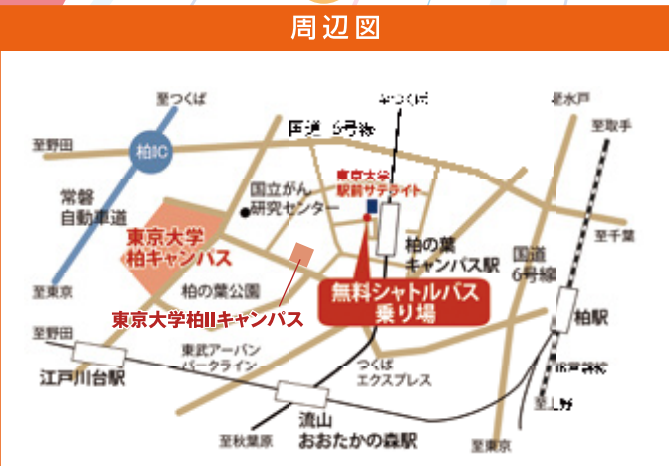 周辺図
至つくば
至つくば
至水戸
至取手
国道 6号線
至野田
柏IC
東京大学
駅前サテライト
国立がん
研究センター
常磐
自動車道
東京大学
柏キャンパス
至千葉
柏の葉
キャンパス駅
国道
6号線
至東京
柏の葉公園
無料シャトルバス
乗り場
東京大学柏IIキャンパス
柏駅
至野田
東武アーバン
パークライン
つくば
エクスプレス
江戸川台駅
至上野
流山
おおたかの森駅
至秋葉原
至東京